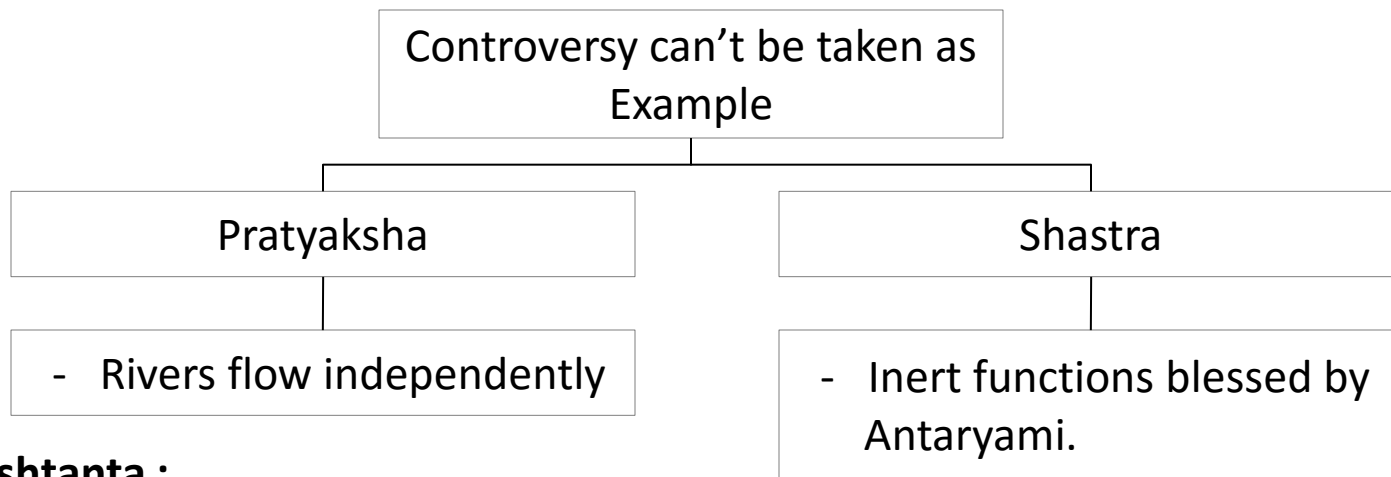 Controversy can’t be taken as
Example
Pratyaksha
Shastra
- Rivers flow independently
- Inert functions blessed by
Antaryami.